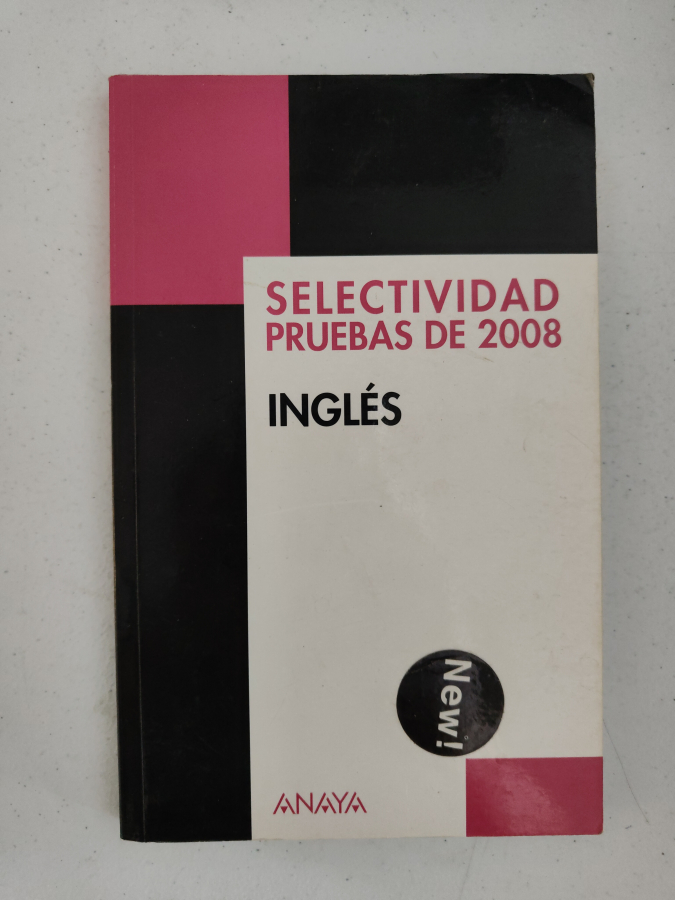 SELECTIVIDAD
PRUEBAS DE 2008
INGLÉS
New!
ANAYA